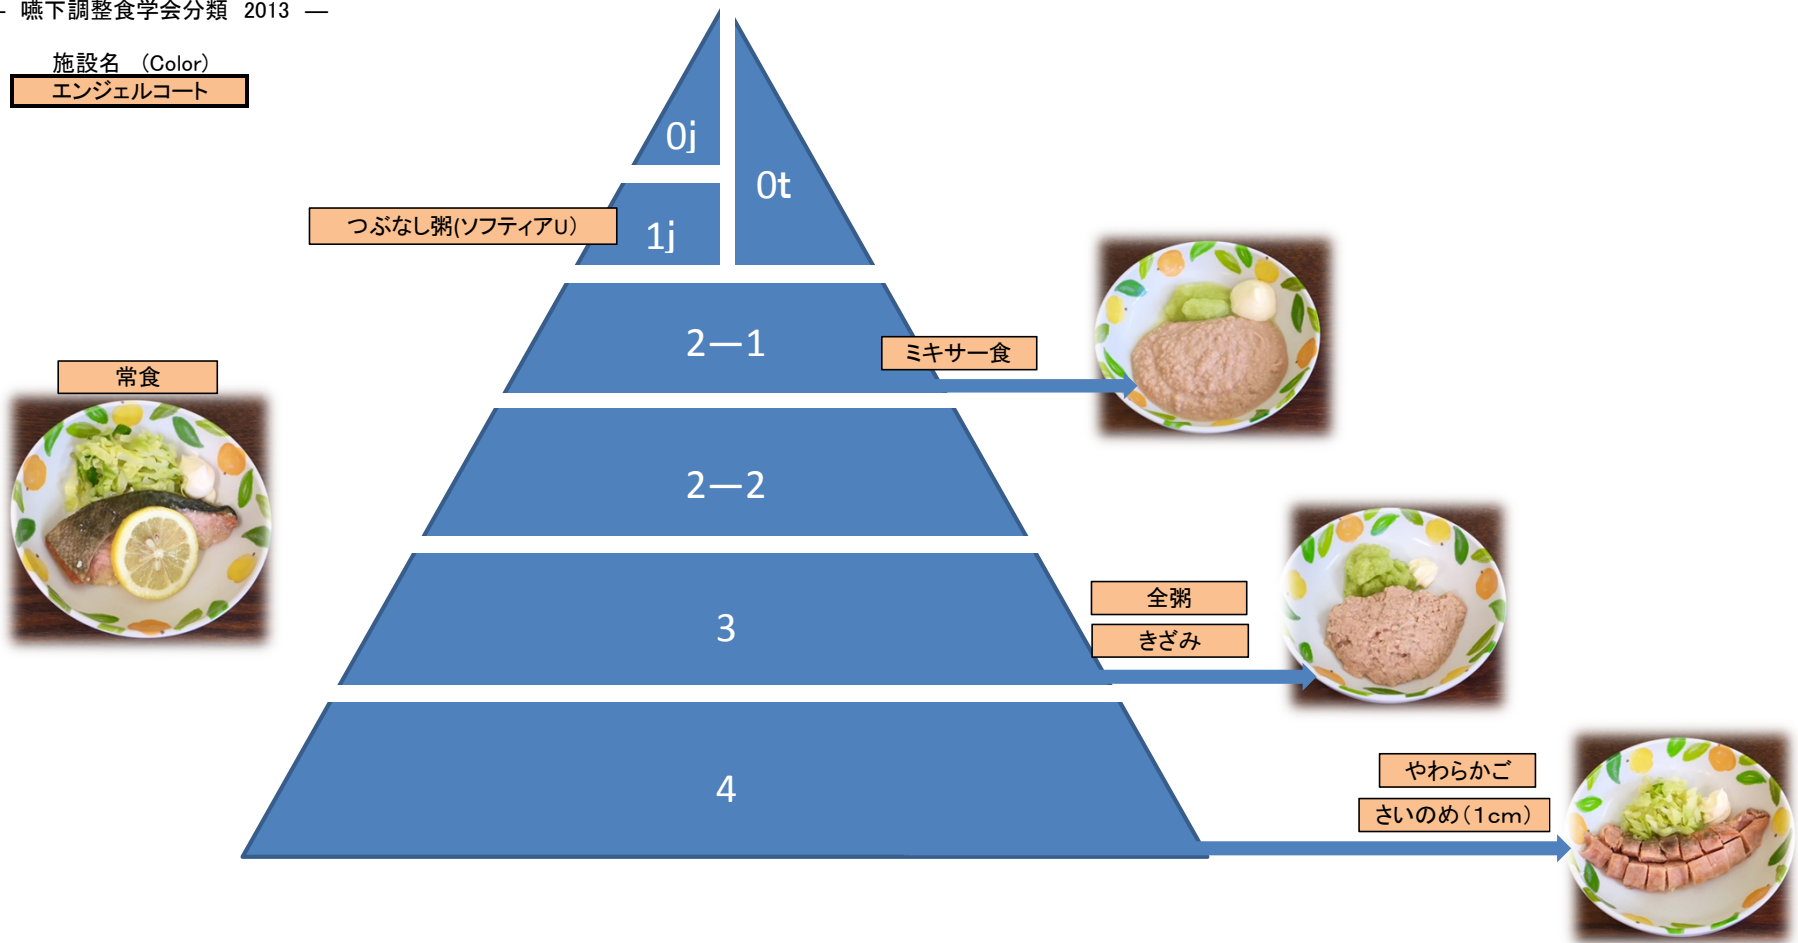 ― 嚥下調整食学会分類 2013 ―
施設名 (Color)
エンジェルコート
0j
0t
つぶなし粥(ソフティアU)
1j
2―1
ミキサー食
常食
2―2
全粥
3
きざみ
やわらかご
4
さいのめ(1cm)